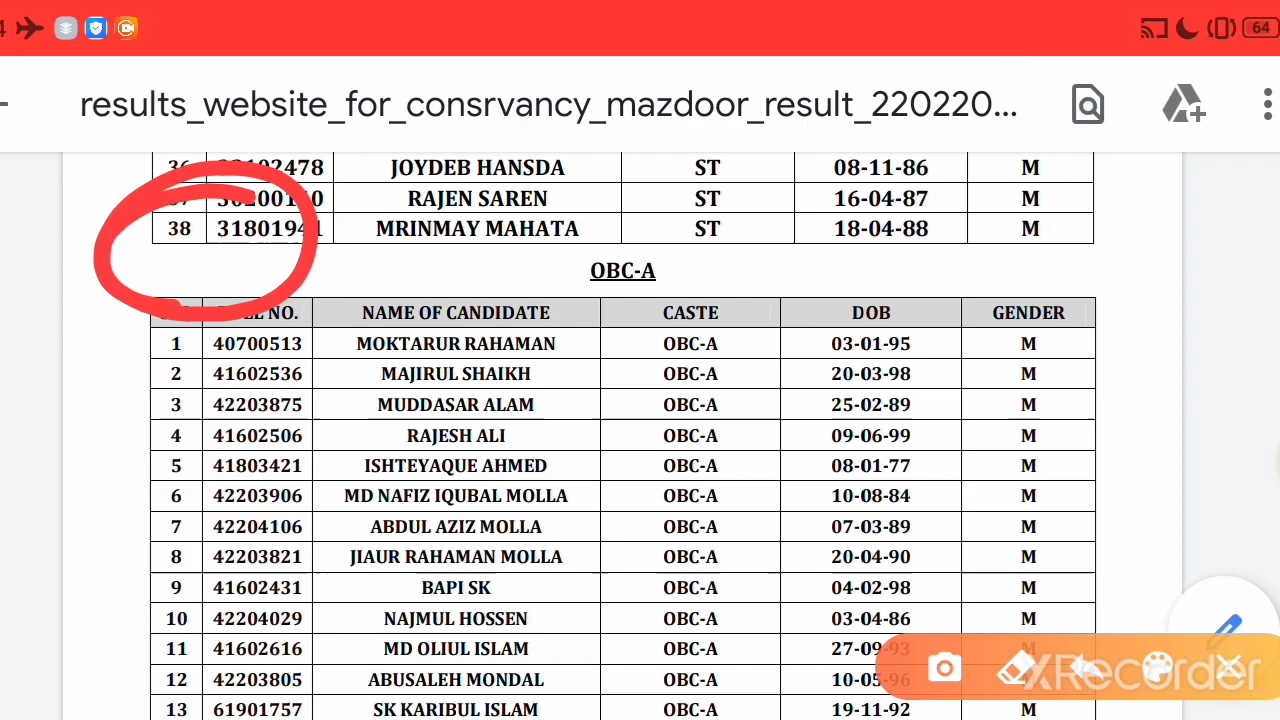 64
results_website_for_consrvancy_mazdoor_result_220220...
36 JOYDEB HANSDA ST 08-11-86 M
RAJEN SAREN ST 16-04-87 M
38 31801941 MRINMAY MAHATA ST 18-04-88 M
OBC-A
NO. NAME OF CANDIDATE CASTE DOB GENDER
1 40700513 MOKTARUR RAHAMAN OBC-A 03-01-95 M
2 41602536 MAJIRUL SHAIKH OBC-A 20-03-98 M
3 42203875 MUDDASAR ALAM OBC-A 25-02-89 M
4 41602506 RAJESH ALI OBC-A 09-06-99 M
5 41803421 ISHTEYAQUE AHMED OBC-A 08-01-77 M
6 42203906 MD NAFIZ IQUBAL MOLLA OBC-A 10-08-84 M
7 42204106 ABDUL AZIZ MOLLA OBC-A 07-03-89 M
8 42203821 JIAUR RAHAMAN MOLLA OBC-A 20-04-90 M
9 41602431 BAPI SK OBC-A 04-02-98 M
10 42204029 NAJMUL HOSSEN OBC-A 03-04-86 M
11 41602616 MD OLIUL ISLAM OBC-A 27-09-93 M
12 42203805 ABUSALEH MONDAL OBC-A 10-05-96 M
13 61901757 SK KARIBUL ISLAM OBC-A 19-11-92 M
XRecorder